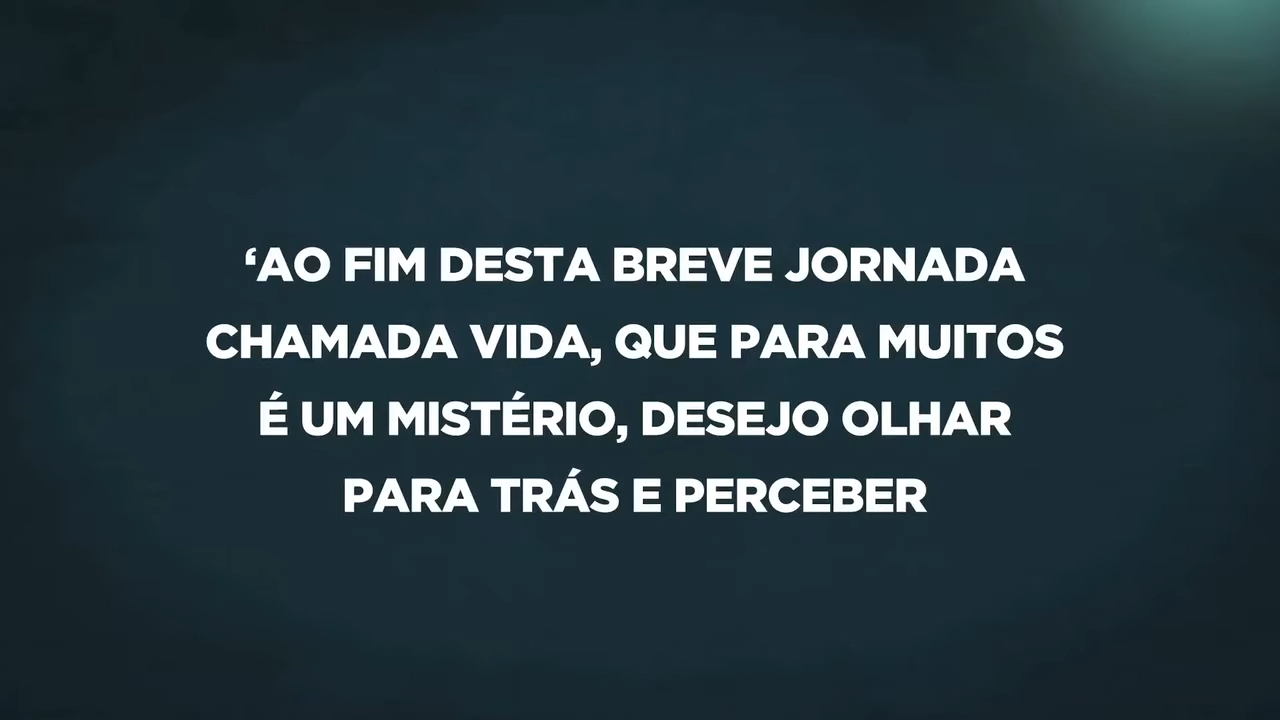 ‘AO FIM DESTA BREVE JORNADA
CHAMADA VIDA, QUE PARA MUITOS
É UM MISTÉRIO, DESEJO OLHAR
PARA TRÁS E PERCEBER